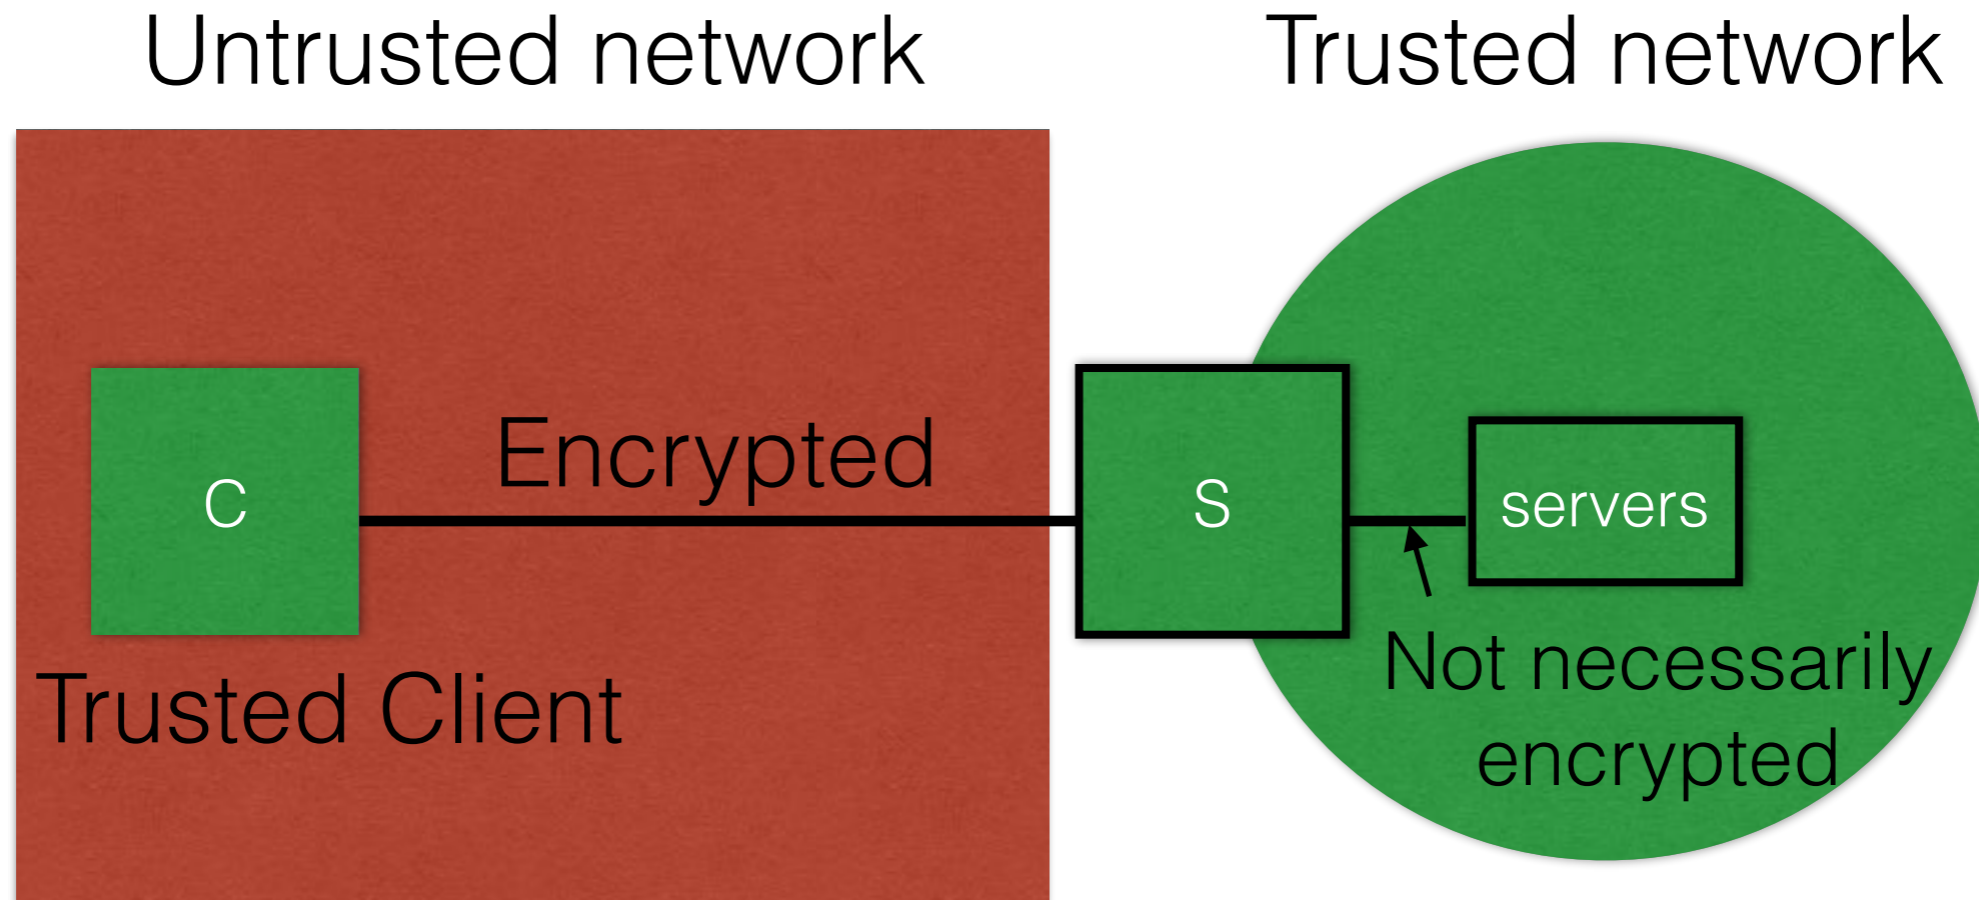 Untrusted network
Trusted network
Encrypted
C
S
servers
Trusted Client
Not necessarily
encrypted